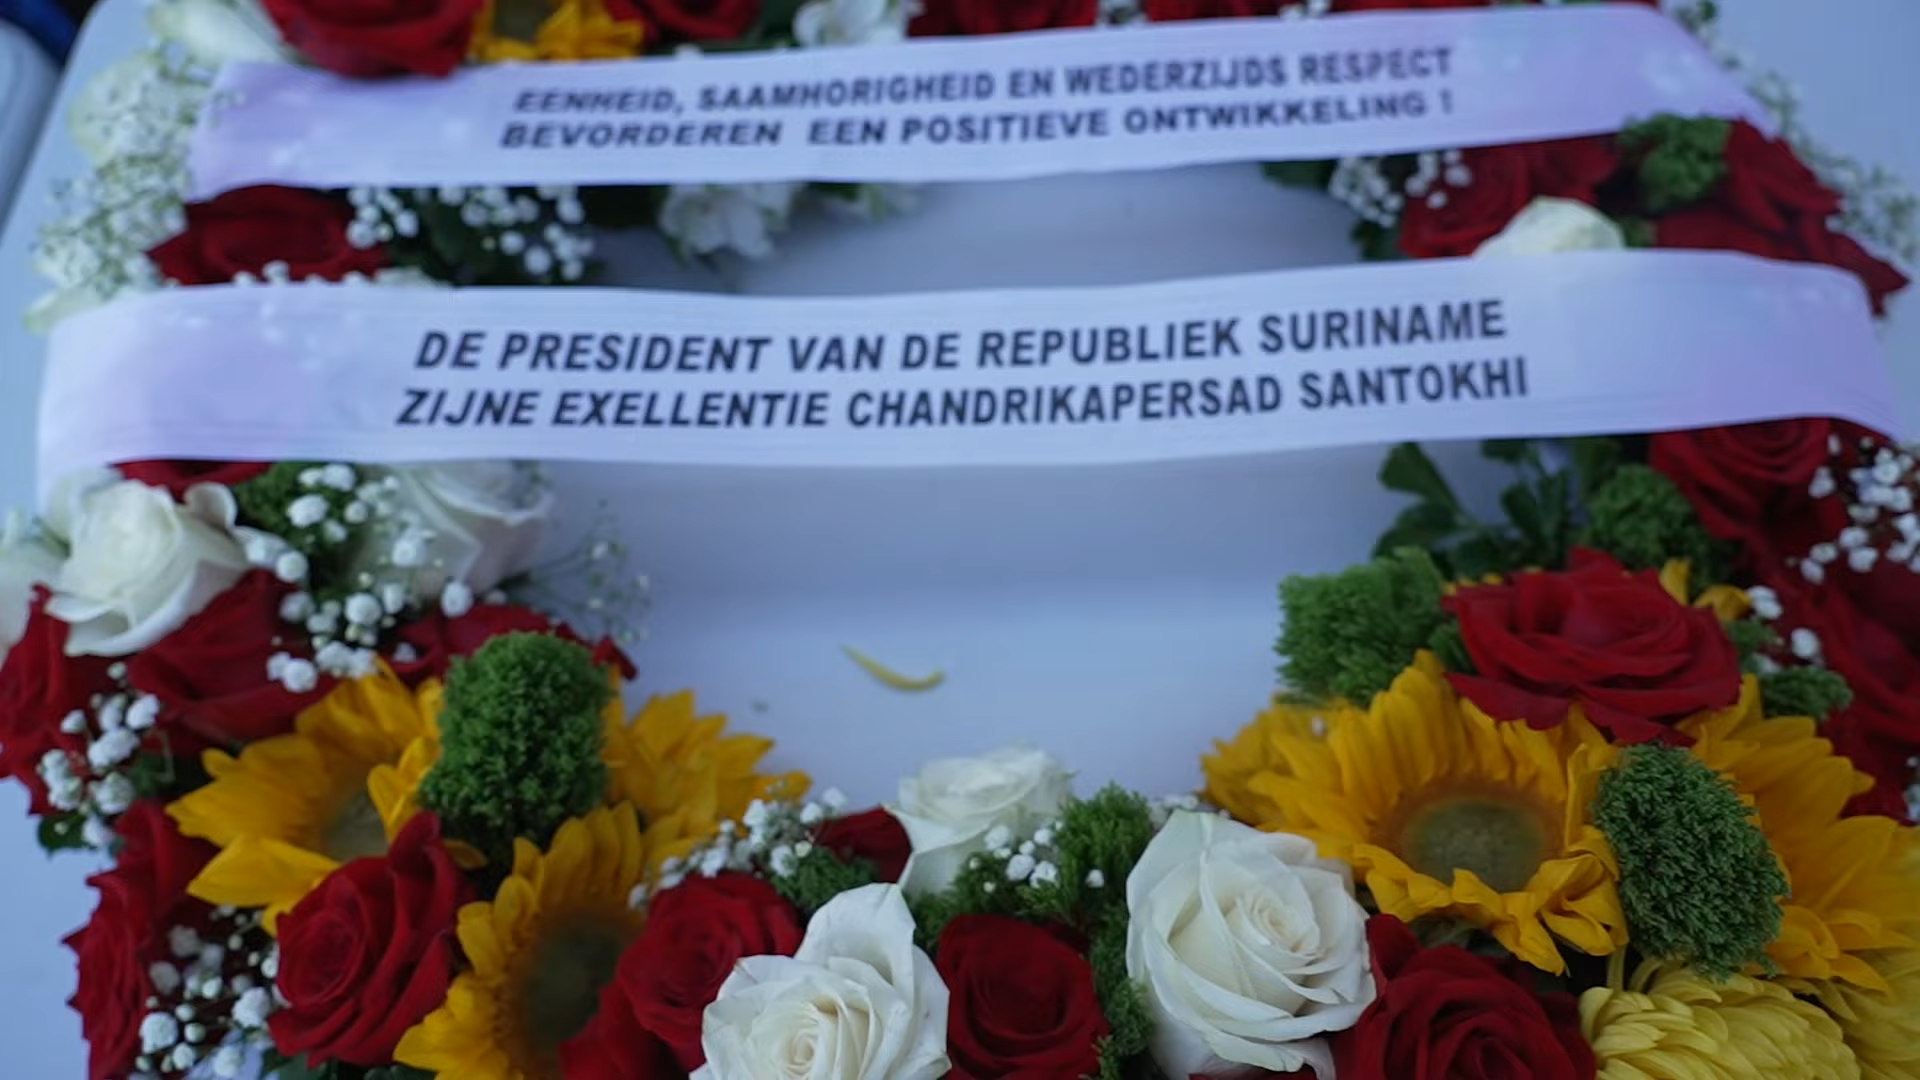 EENHEID, SAAMHORIGHEID EN WEDERZIJDS RESPECT
BEVORDEREN EEN POSITIEVE ONTWIKKELING !
DE PRESIDENT VAN DE REPUBLIEK SURINAME
ZIJNE EXELLENTIE CHANDRIKAPERSAD SANTOKHI